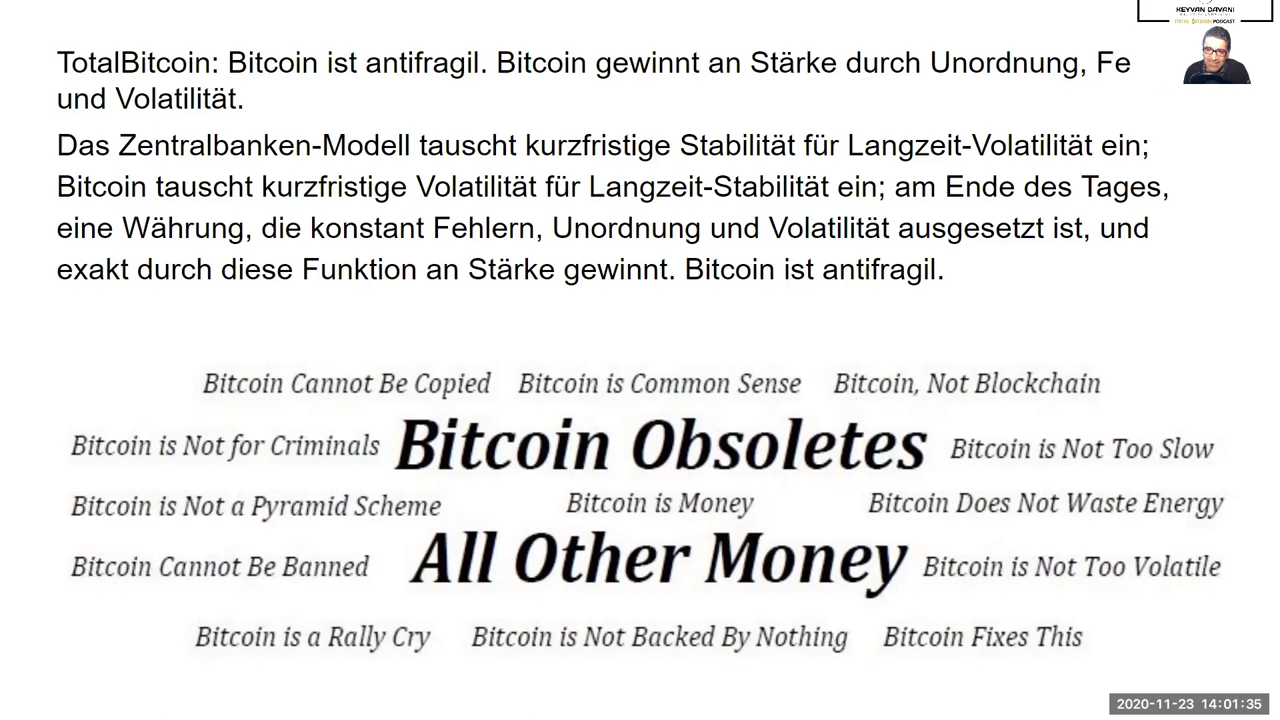 KEYVAN DAVANI
TOTAL BITCOIN PODCAST
TotalBitcoin: Bitcoin ist antifragil. Bitcoin gewinnt an Stärke durch Unordnung, Fe
und Volatilität.
Das Zentralbanken-Modell tauscht kurzfristige Stabilität für Langzeit-Volatilität ein;
Bitcoin tauscht kurzfristige Volatilität für Langzeit-Stabilität ein; am Ende des Tages,
eine Währung, die konstant Fehlern, Unordnung und Volatilität ausgesetzt ist, und
exakt durch diese Funktion an Stärke gewinnt. Bitcoin ist antifragil.
Bitcoin Cannot Be Copied Bitcoin is Common Sense Bitcoin, Not Blockchain
Bitcoin is Not for Criminals Bitcoin Obsoletes Bitcoin is Not Too Slow
Bitcoin is Not a Pyramid Scheme Bitcoin is Money Bitcoin Does Not Waste Energy
Bitcoin Cannot Be Banned All Other Money Bitcoin is Not Too Volatile
Bitcoin is a Rally Cry Bitcoin is Not Backed By Nothing Bitcoin Fixes This
2020-11-23 14:01:35